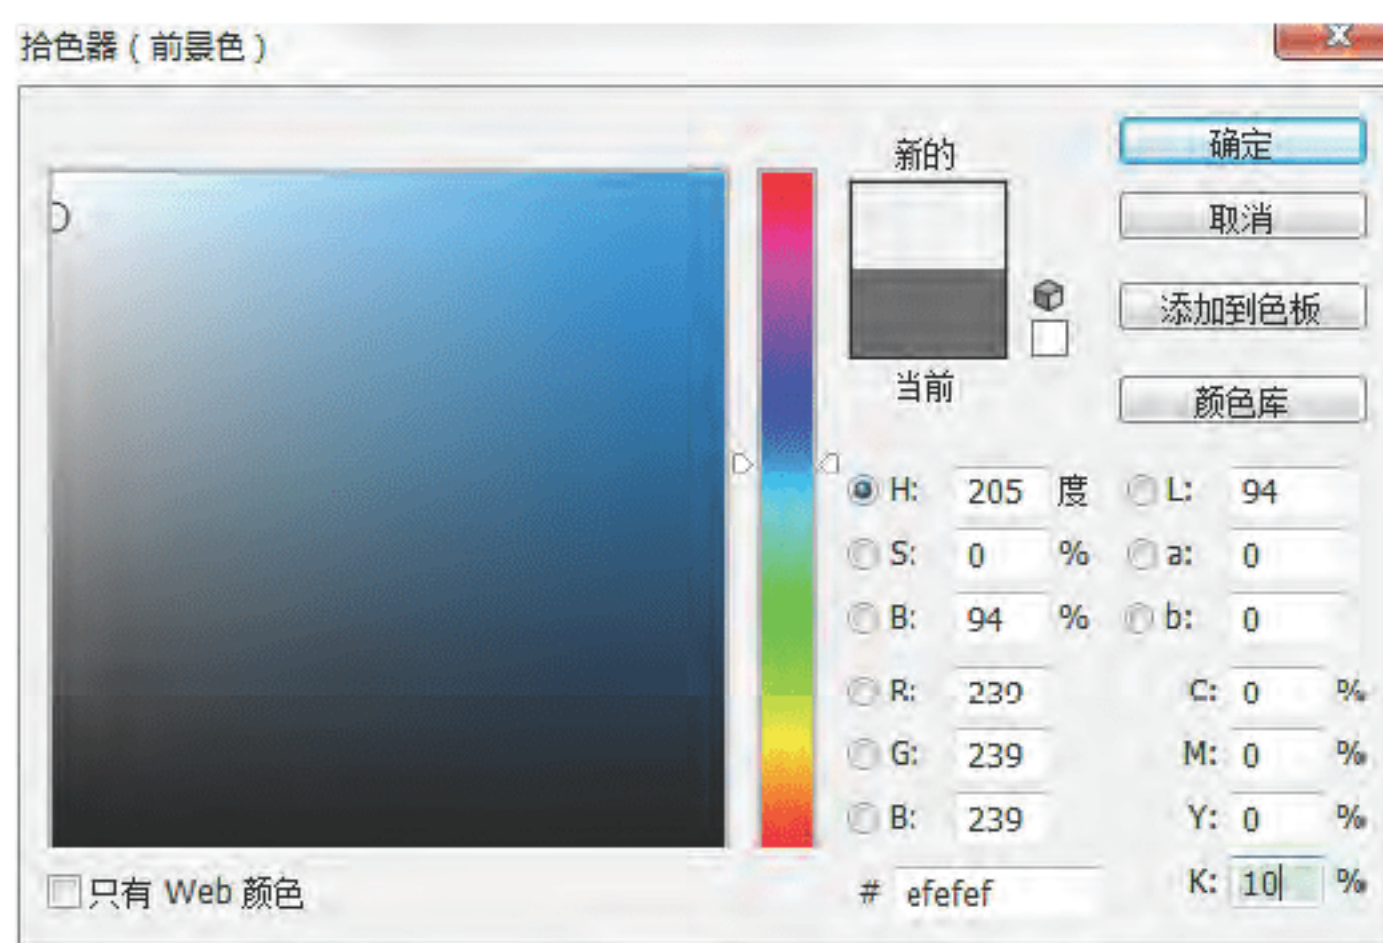 拾色器（前景色）
新的
当前
确定
取消
添加到色板
颜色库
H: 205 度
S: 0 %
B: 94 %
R: 239
G: 239
B: 239
# efefef
L: 94
a: 0
b: 0
C: 0 %
M: 0 %
Y: 0 %
K: 10 %
只有 Web 颜色